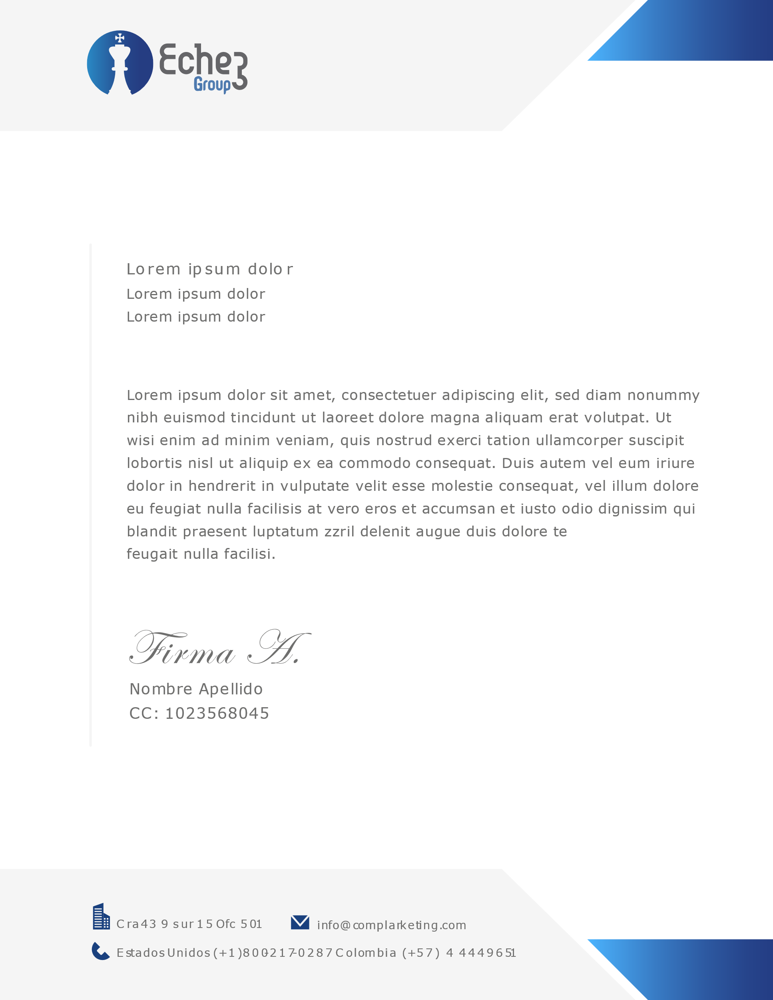 Echez
Group
Lorem ipsum dolor
Lorem ipsum dolor
Lorem ipsum dolor
Lorem ipsum dolor sit amet, consectetuer adipiscing elit, sed diam nonummy
nibh euismod tincidunt ut laoreet dolore magna aliquam erat volutpat. Ut
wisi enim ad minim veniam, quis nostrud exerci tation ullamcorper suscipit
lobortis nisl ut aliquip ex ea commodo consequat. Duis autem vel eum iriure
dolor in hendrerit in vulputate velit esse molestie consequat, vel illum dolore
eu feugiat nulla facilisis at vero eros et accumsan et iusto odio dignissim qui
blandit praesent luptatum zzril delenit augue duis dolore te
feugait nulla facilisi.
Firma A.
Nombre Apellido
CC: 1023568045
Cra 43 9 sur 15 Ofc 501
info@complarketing.com
Estados Unidos (+1)800-217-0287 Colombia (+57) 4 4449651